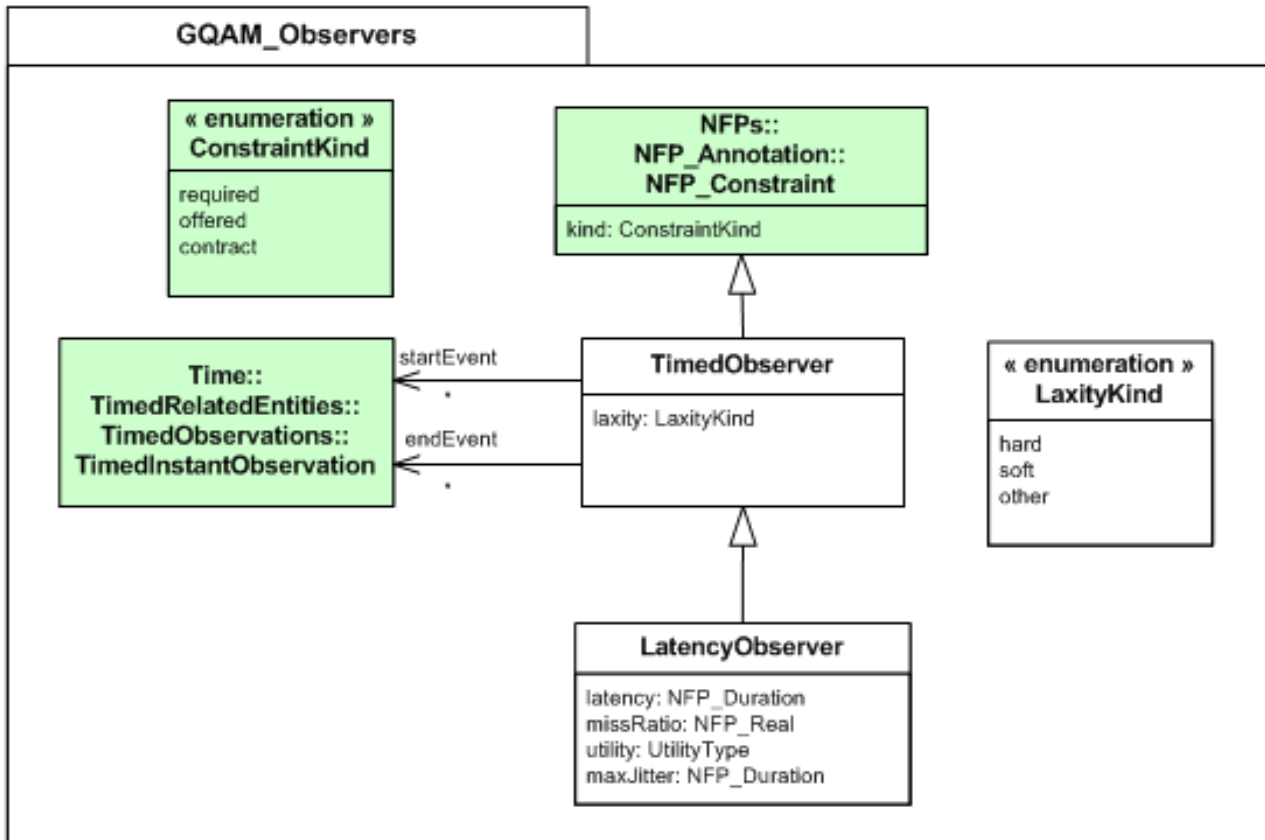 GQAM_Observers
« enumeration »
ConstraintKind
required
offered
contract
NFPs::
NFP_Annotation::
NFP_Constraint
kind: ConstraintKind
Time::
TimedRelatedEntities::
TimedObservations::
TimedInstantObservation
startEvent
*
endEvent
*
TimedObserver
laxity: LaxityKind
« enumeration »
LaxityKind
hard
soft
other
LatencyObserver
latency: NFP_Duration
missRatio: NFP_Real
utility: UtilityType
maxJitter: NFP_Duration